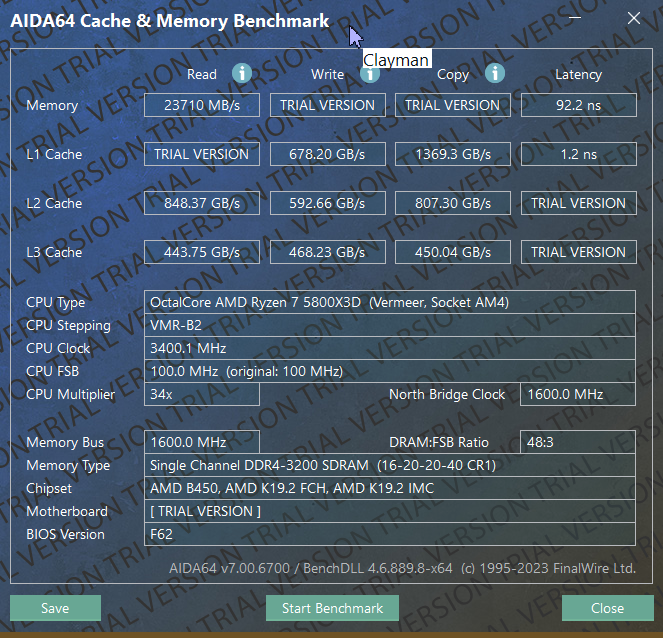 AIDA64 Cache & Memory Benchmark
Clayman
Read Write Copy Latency
Memory 23710 MB/s TRIAL VERSION TRIAL VERSION 92.2 ns
L1 Cache TRIAL VERSION 678.20 GB/s 1369.3 GB/s 1.2 ns
L2 Cache 848.37 GB/s 592.66 GB/s 807.30 GB/s TRIAL VERSION
L3 Cache 443.75 GB/s 468.23 GB/s 450.04 GB/s TRIAL VERSION
CPU Type OctalCore AMD Ryzen 7 5800X3D (Vermeer, Socket AM4)
CPU Stepping VMR-B2
CPU Clock 3400.1 MHz
CPU FSB 100.0 MHz (original: 100 MHz)
CPU Multiplier 34x North Bridge Clock 1600.0 MHz
Memory Bus 1600.0 MHz DRAM:FSB Ratio 48:3
Memory Type Single Channel DDR4-3200 SDRAM (16-20-20-40 CR1)
Chipset AMD B450, AMD K19.2 FCH, AMD K19.2 IMC
Motherboard [ TRIAL VERSION ]
BIOS Version F62
AIDA64 v7.00.6700 / BenchDLL 4.6.889.8-x64 (c) 1995-2023 FinalWire Ltd.
Save Start Benchmark Close